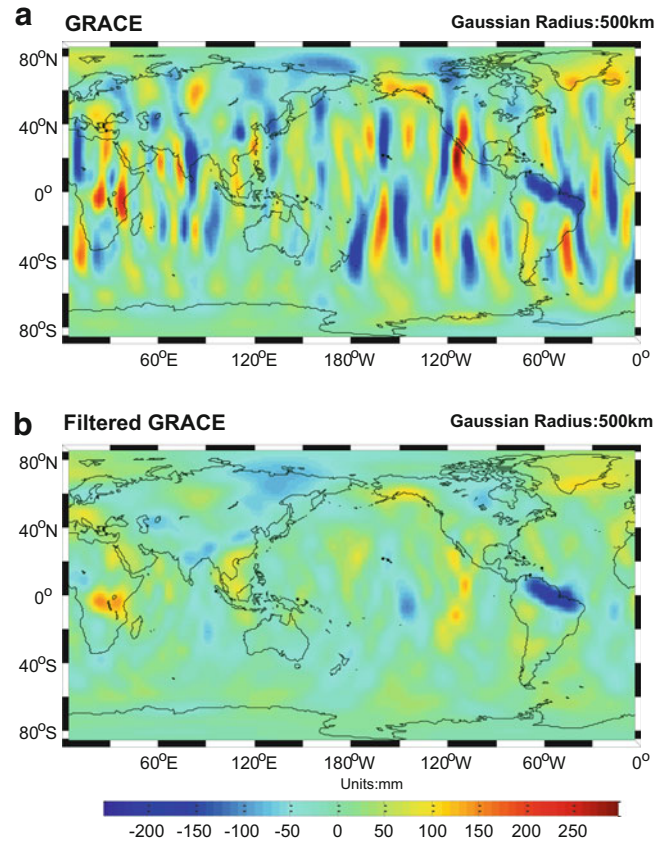 a GRACE Gaussian Radius:500km
80°N
40°N
0°
40°S
80°S
60°E 120°E 180°W 120°W 60°W 0°
b Filtered GRACE Gaussian Radius:500km
80°N
40°N
0°
40°S
80°S
60°E 120°E 180°W 120°W 60°W 0°
Units:mm
-200 -150 -100 -50 0 50 100 150 200 250